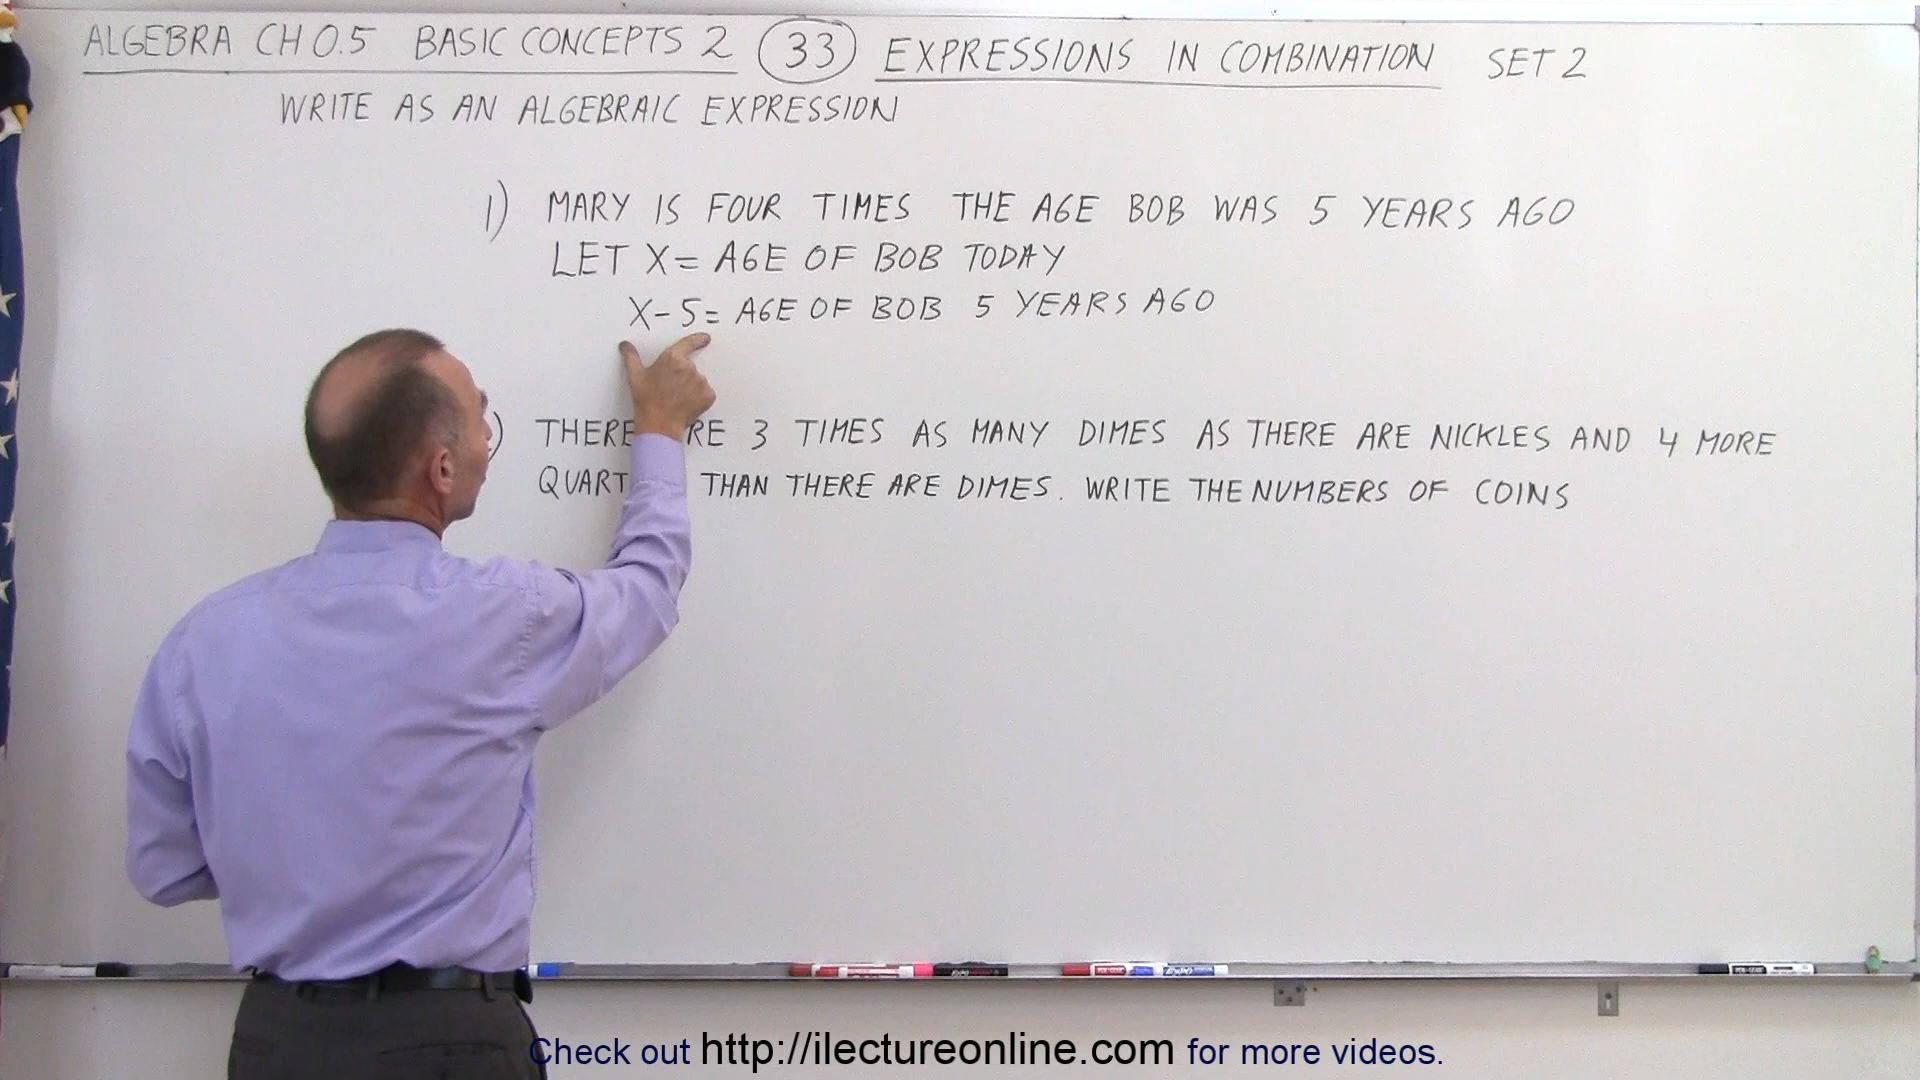 ALGEBRA CH 0.5 BASIC CONCEPTS 2 33 EXPRESSIONS IN COMBINATION SET 2
WRITE AS AN ALGEBRAIC EXPRESSION
1) MARY IS FOUR TIMES THE AGE BOB WAS 5 YEARS AGO
LET X = AGE OF BOB TODAY
X - 5 = AGE OF BOB 5 YEARS AGO
) THERE RE 3 TIMES AS MANY DIMES AS THERE ARE NICKLES AND 4 MORE
QUART THAN THERE ARE DIMES. WRITE THE NUMBERS OF COINS
Check out http://ilectureonline.com for more videos.